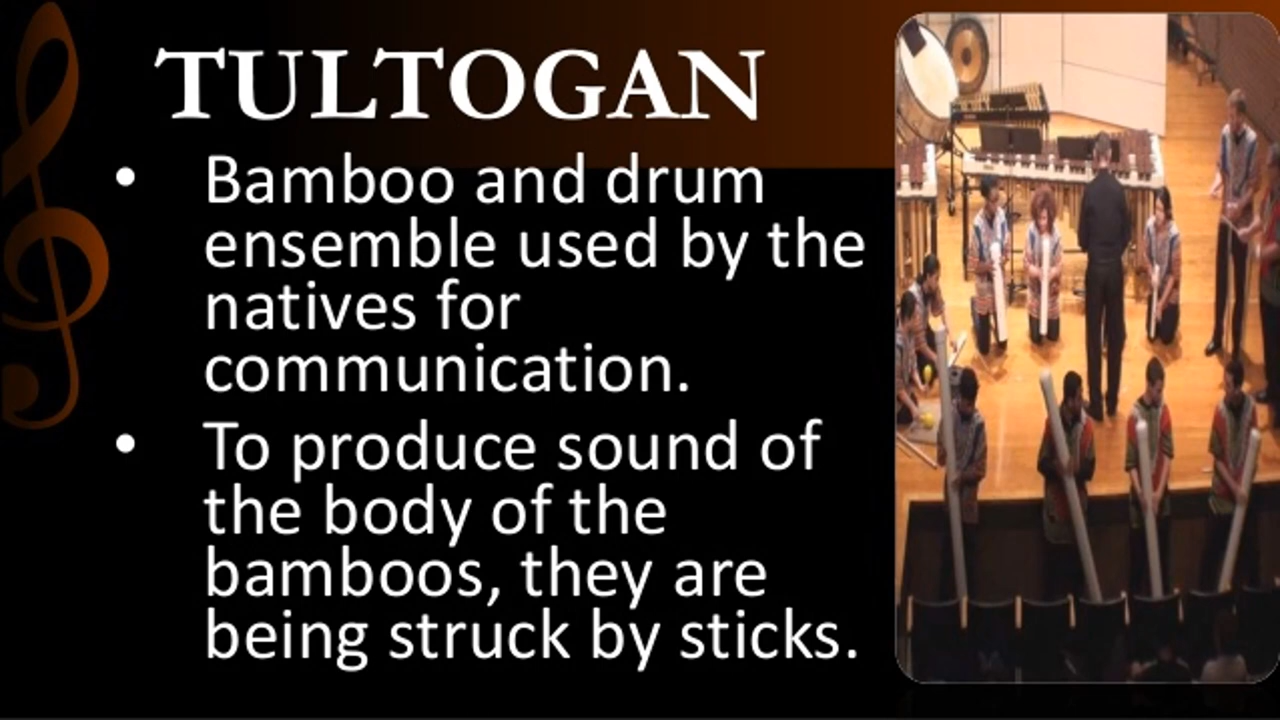 TULTOGAN
• Bamboo and drum
ensemble used by the
natives for
communication.
• To produce sound of
the body of the
bamboos, they are
being struck by sticks.